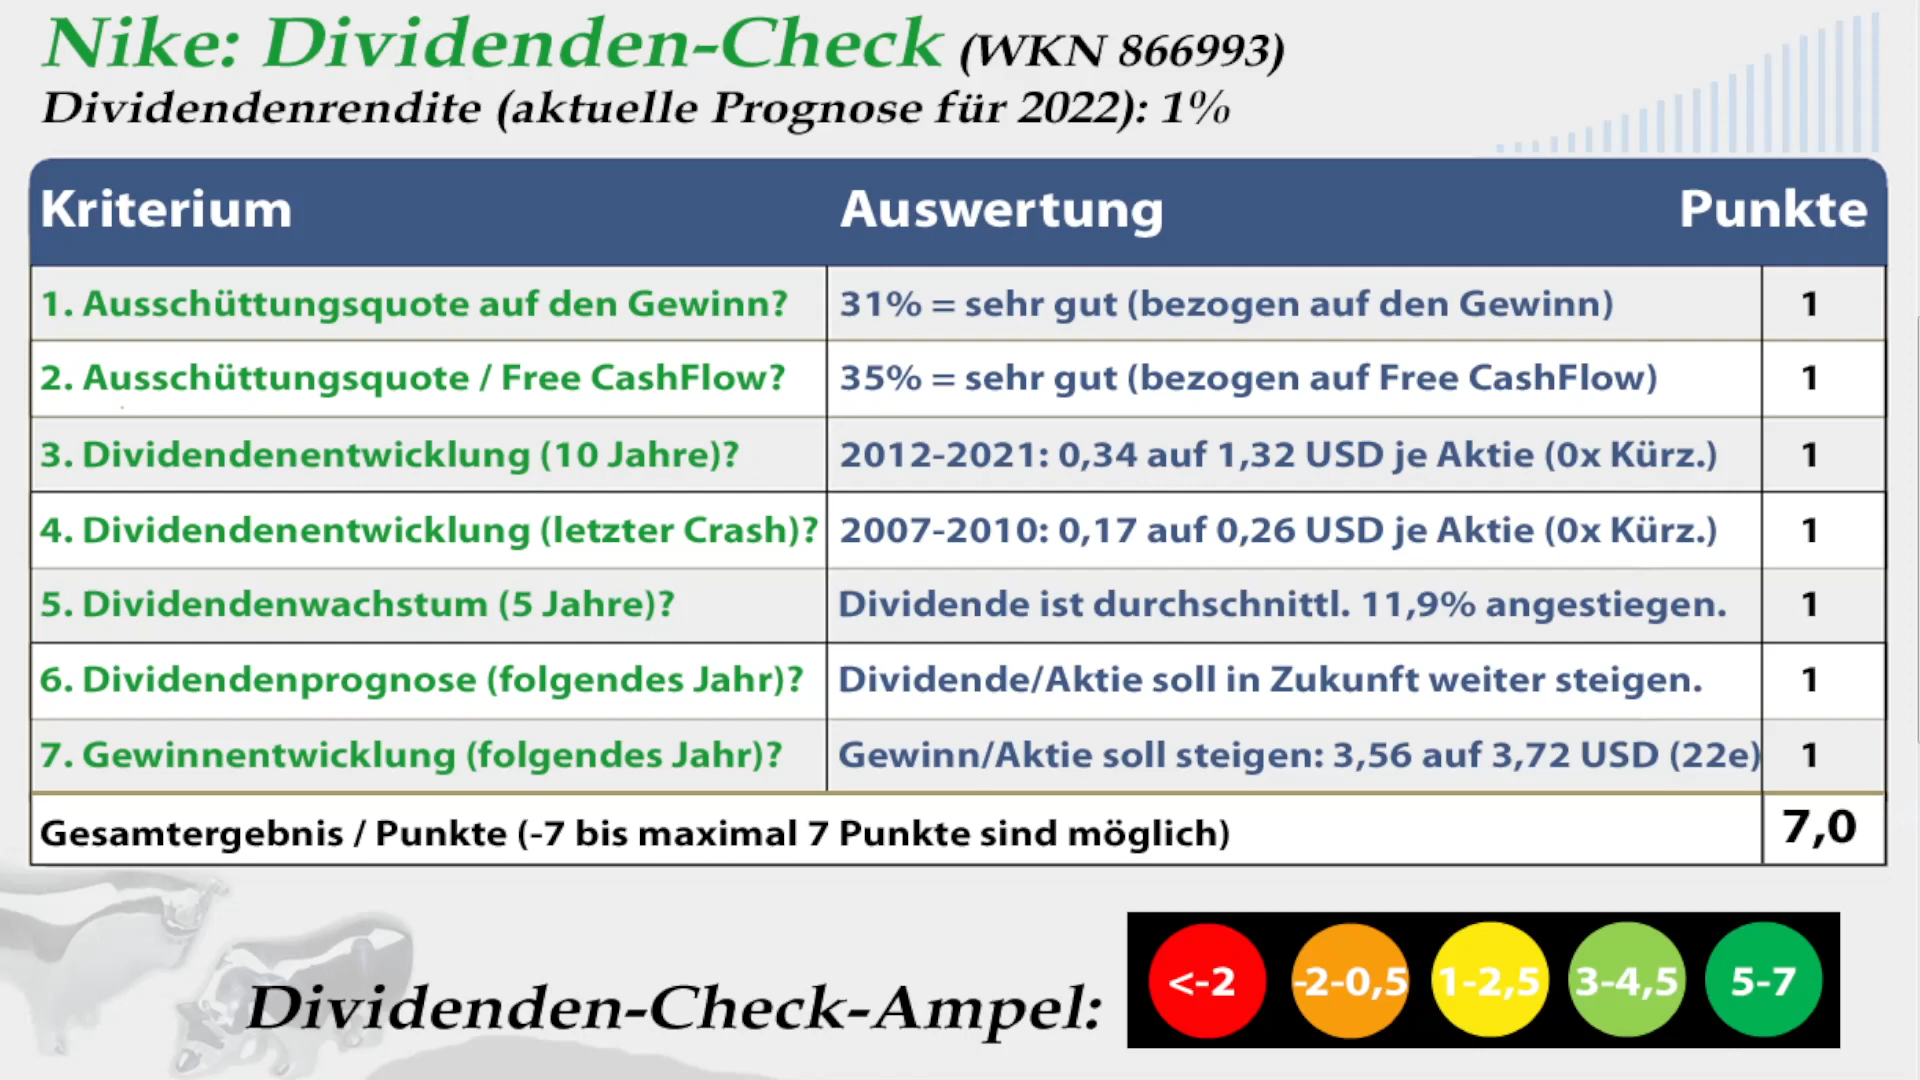 Nike: Dividenden-Check (WKN 866993)
Dividendenrendite (aktuelle Prognose für 2022): 1%
Kriterium Auswertung Punkte
1. Ausschüttungsquote auf den Gewinn? 31% = sehr gut (bezogen auf den Gewinn) 1
2. Ausschüttungsquote / Free CashFlow? 35% = sehr gut (bezogen auf Free CashFlow) 1
3. Dividendenentwicklung (10 Jahre)? 2012-2021: 0,34 auf 1,32 USD je Aktie (0x Kürz.) 1
4. Dividendenentwicklung (letzter Crash)? 2007-2010: 0,17 auf 0,26 USD je Aktie (0x Kürz.) 1
5. Dividendenwachstum (5 Jahre)? Dividende ist durchschnittl. 11,9% angestiegen. 1
6. Dividendenprognose (folgendes Jahr)? Dividende/Aktie soll in Zukunft weiter steigen. 1
7. Gewinnentwicklung (folgendes Jahr)? Gewinn/Aktie soll steigen: 3,56 auf 3,72 USD (22e) 1
Gesamtergebnis / Punkte (-7 bis maximal 7 Punkte sind möglich) 7,0
Dividenden-Check-Ampel: <-2 -2-0,5 1-2,5 3-4,5 5-7